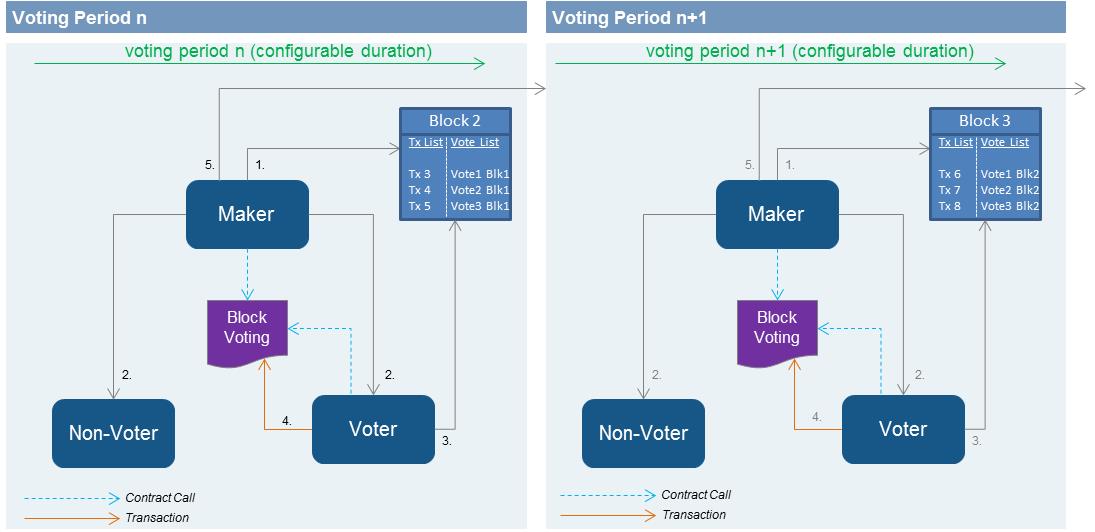 Voting Period n
voting period n (configurable duration)
Block 2
Tx List Vote List
5.
1.
Tx 3 Vote1 Blk1
Tx 4 Vote2 Blk1
Tx 5 Vote3 Blk1
Maker
Block
Voting
2.
2.
4.
Non-Voter
Voter
3.
Contract Call
Transaction
Voting Period n+1
voting period n+1 (configurable duration)
Block 3
Tx List Vote List
5.
1.
Tx 6 Vote1 Blk2
Tx 7 Vote2 Blk2
Tx 8 Vote3 Blk2
Maker
Block
Voting
2.
2.
4.
Non-Voter
Voter
3.
Contract Call
Transaction